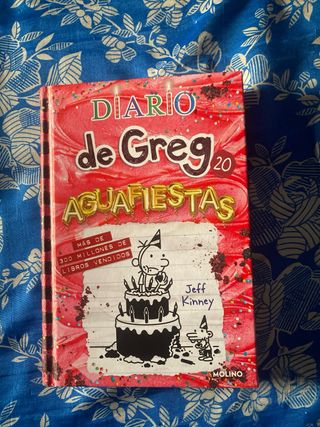 DIARIO
de Greg 20
AGUAFIESTAS
MÁS DE
300 MILLONES DE
LIBROS VENDIDOS
Jeff
Kinney
MOLINO